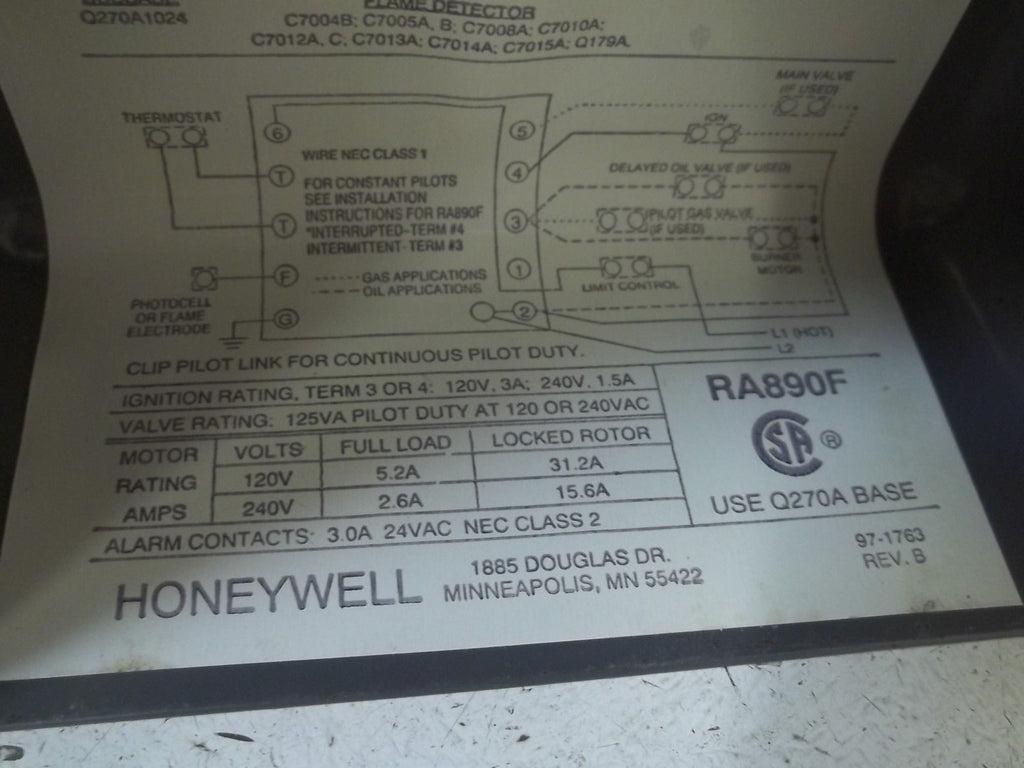 Q270A1024
FLAME DETECTOR
C7004B; C7005A, B; C7008A; C7010A;
C7012A, C, C7013A; C7014A; C7015A; Q179A.
MAIN VALVE
(IF USED)
THERMOSTAT
IGN
6
5
WIRE NEC CLASS 1
T
4
DELAYED OIL VALVE (IF USED)
FOR CONSTANT PILOTS
SEE INSTALLATION
INSTRUCTIONS FOR RA890F
*INTERRUPTED-TERM #4
INTERMITTENT-TERM #3
T
3
PILOT GAS VALVE
(IF USED)
BURNER
MOTOR
F
GAS APPLICATIONS
OIL APPLICATIONS
1
LIMIT CONTROL
PHOTOCELL
OR FLAME
ELECTRODE
G
2
L1 (HOT)
L2
CLIP PILOT LINK FOR CONTINUOUS PILOT DUTY.
IGNITION RATING, TERM 3 OR 4: 120V, 3A; 240V, 1.5A
VALVE RATING: 125VA PILOT DUTY AT 120 OR 240VAC
MOTOR RATING AMPS
VOLTS FULL LOAD LOCKED ROTOR
120V 5.2A 31.2A
240V 2.6A 15.6A
ALARM CONTACTS: 3.0A 24VAC NEC CLASS 2
RA890F
SA ®
USE Q270A BASE
HONEYWELL
1885 DOUGLAS DR.
MINNEAPOLIS, MN 55422
97-1763
REV. B